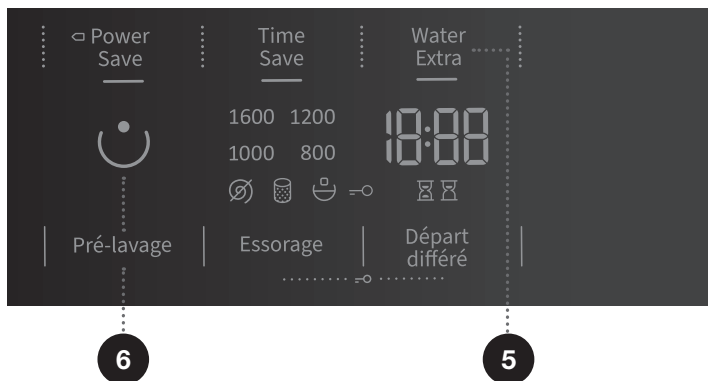 Power
Save
Time
Save
Water
Extra
1600 1200
1000 800
18:88
Pré-lavage
Essorage
Départ
différé
6
5